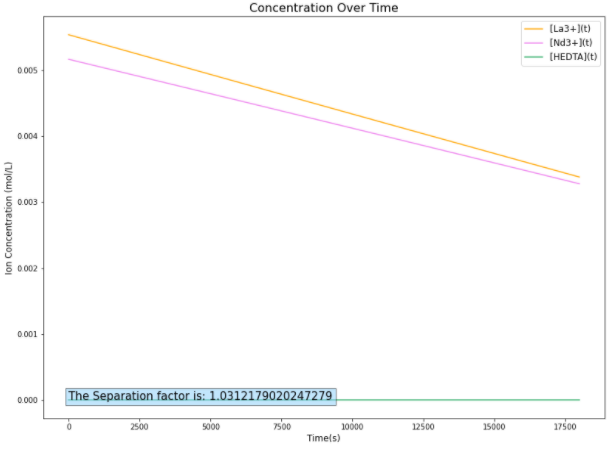 Concentration Over Time
[La3+](t)
[Nd3+](t)
[HEDTA](t)
Ion Concentration (mol/L)
0.005
0.004
0.003
0.002
0.001
0.000
The Separation factor is: 1.0312179020247279
0 2500 5000 7500 10000 12500 15000 17500
Time(s)